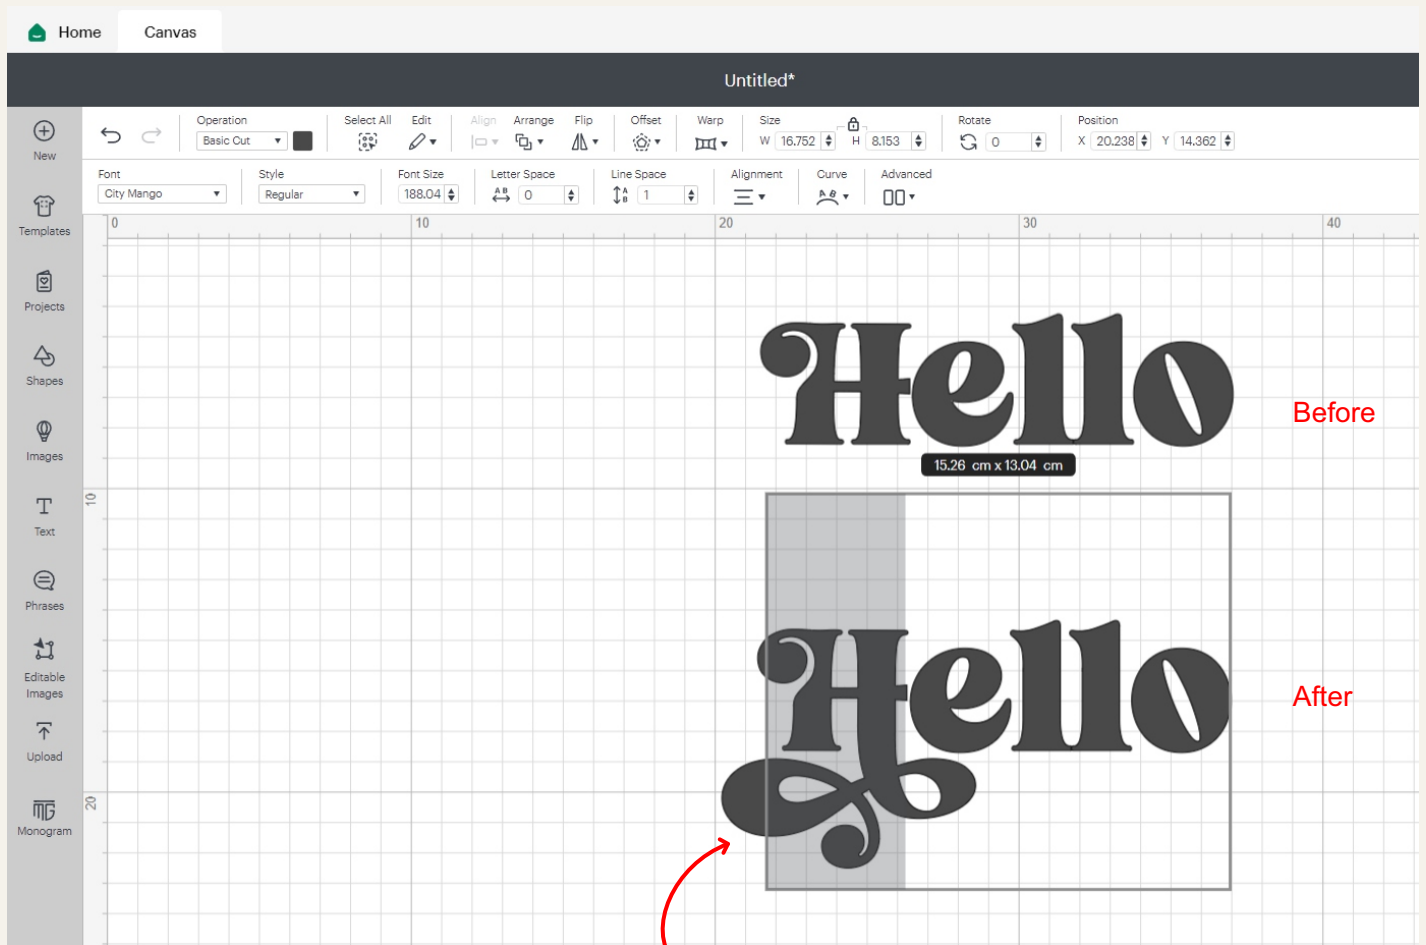 Home Canvas
Untitled*
Operation Select All Edit Align Arrange Flip Offset Warp Size Rotate Position
Basic Cut W 16.752 H 8.153 0 X 20.238 Y 14.362
Font Style Font Size Letter Space Line Space Alignment Curve Advanced
City Mango Regular 188.04 0 1
New
Templates
Projects
Shapes
Images
Text
Phrases
Editable
Images
Upload
MG
Monogram
0 10 20 30 40
Hello
Before
15.26 cm x 13.04 cm
10
Hello
After
20